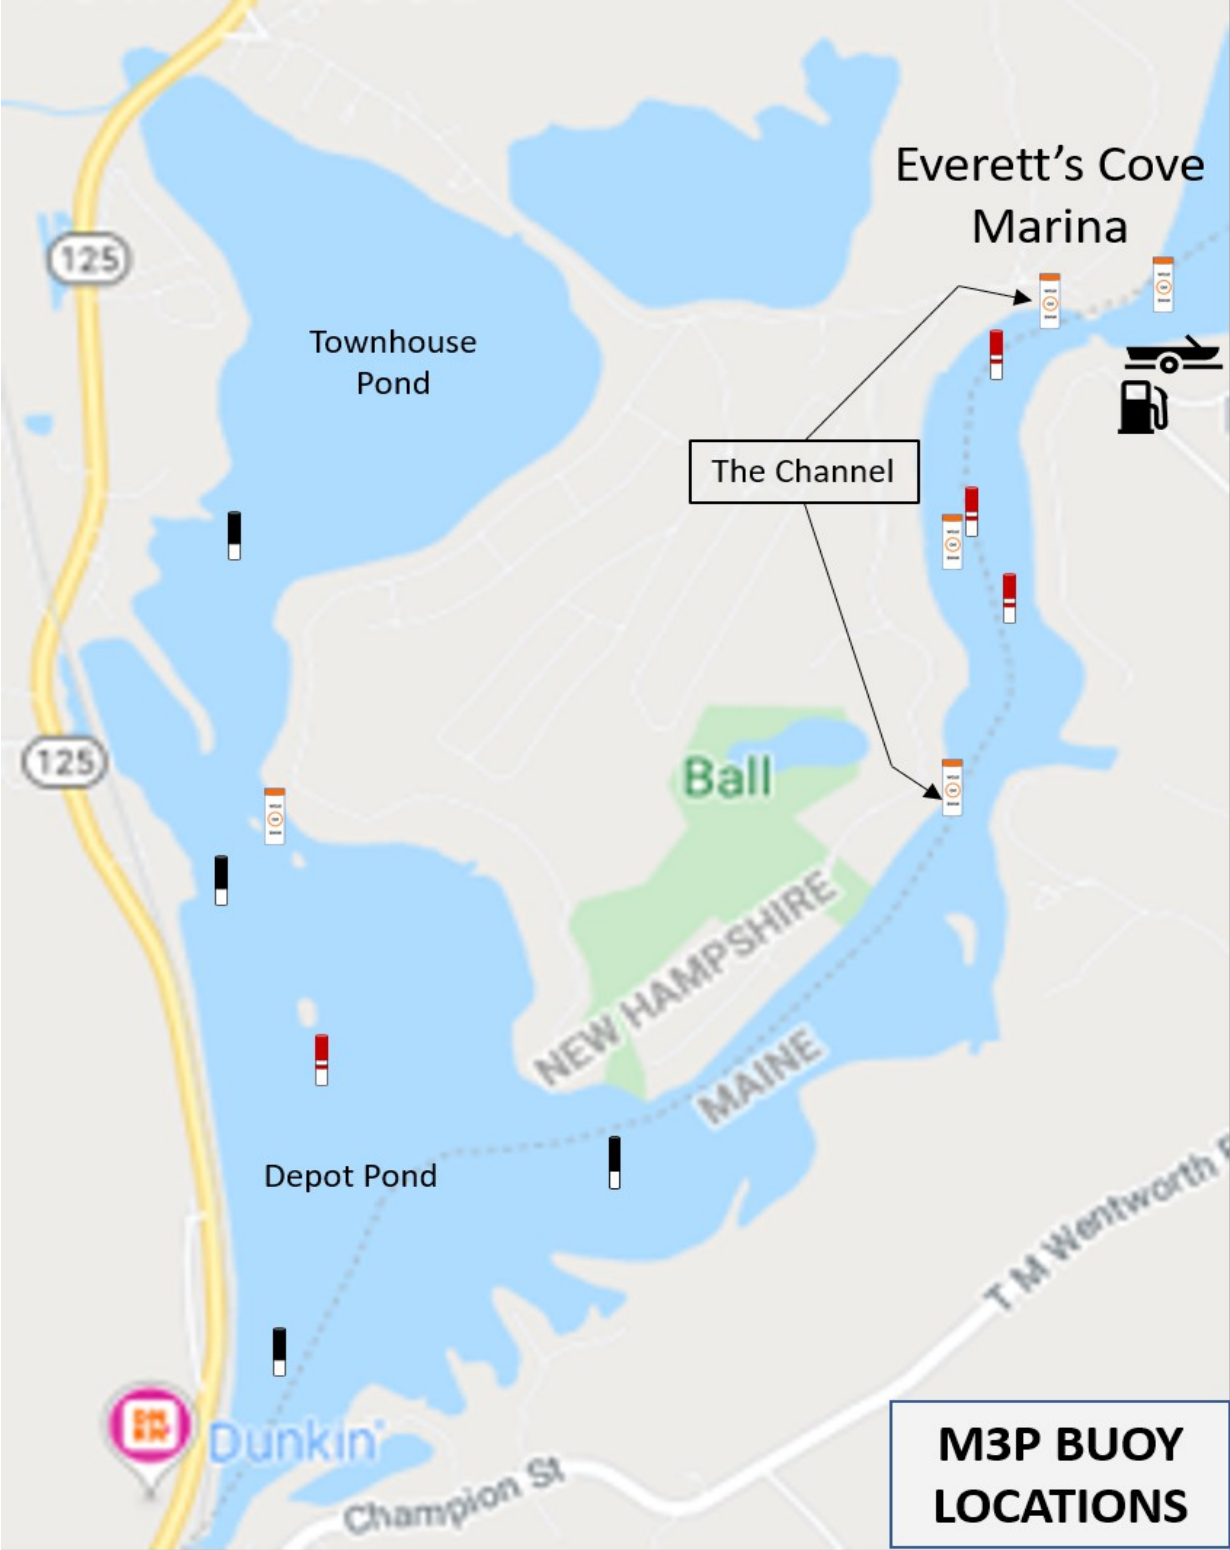 Everett’s Cove
Marina
125
Townhouse
Pond
The Channel
125
Ball
NEW HAMPSHIRE
MAINE
Depot Pond
T M Wentworth
Dunkin'
Champion St
M3P BUOY
LOCATIONS